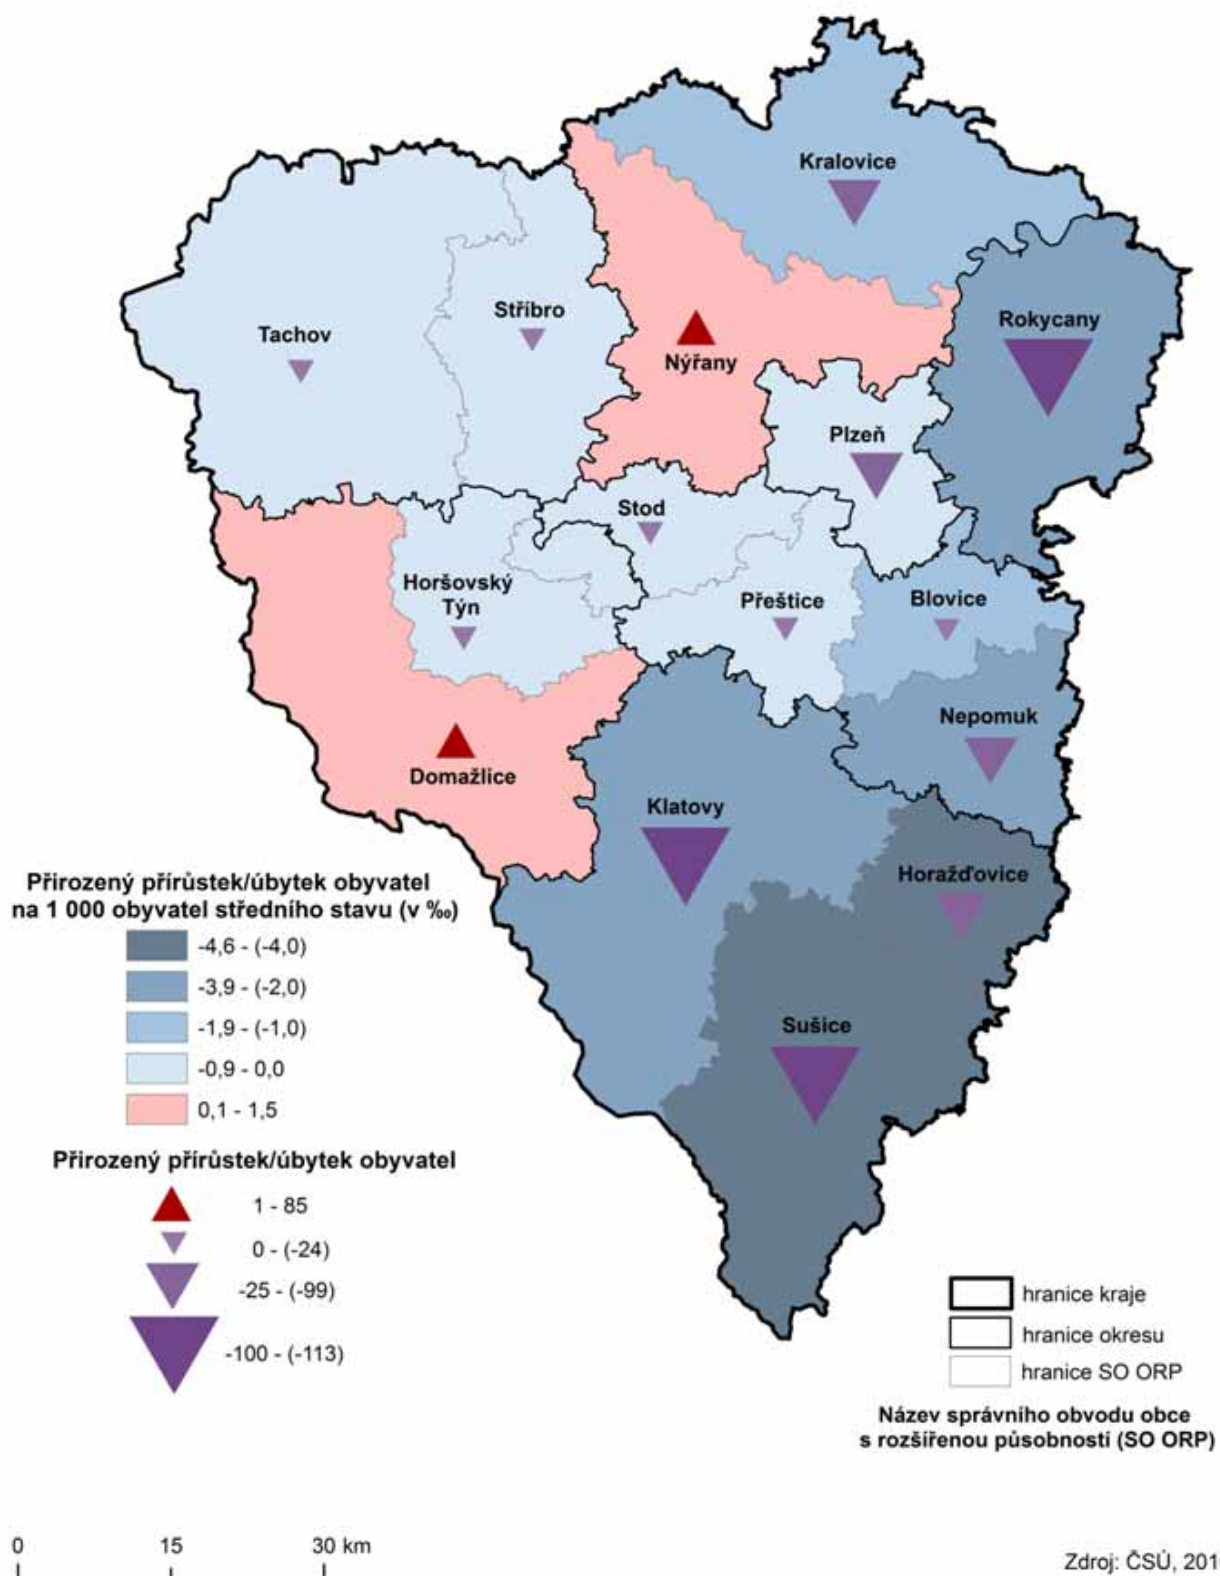 Kralovice
Tachov
Stříbro
Nýřany
Rokycany
Plzeň
Stod
Horšovský
Týn
Přeštice
Blovice
Nepomuk
Domažlice
Klatovy
Horažďovice
Sušice
Přirozený přírůstek/úbytek obyvatel
na 1 000 obyvatel středního stavu (v ‰)
-4,6 - (-4,0)
-3,9 - (-2,0)
-1,9 - (-1,0)
-0,9 - 0,0
0,1 - 1,5
Přirozený přírůstek/úbytek obyvatel
1 - 85
0 - (-24)
-25 - (-99)
-100 - (-113)
hranice kraje
hranice okresu
hranice SO ORP
Název správního obvodu obce
s rozšířenou působností (SO ORP)
0 15 30 km
Zdroj: ČSÚ, 201